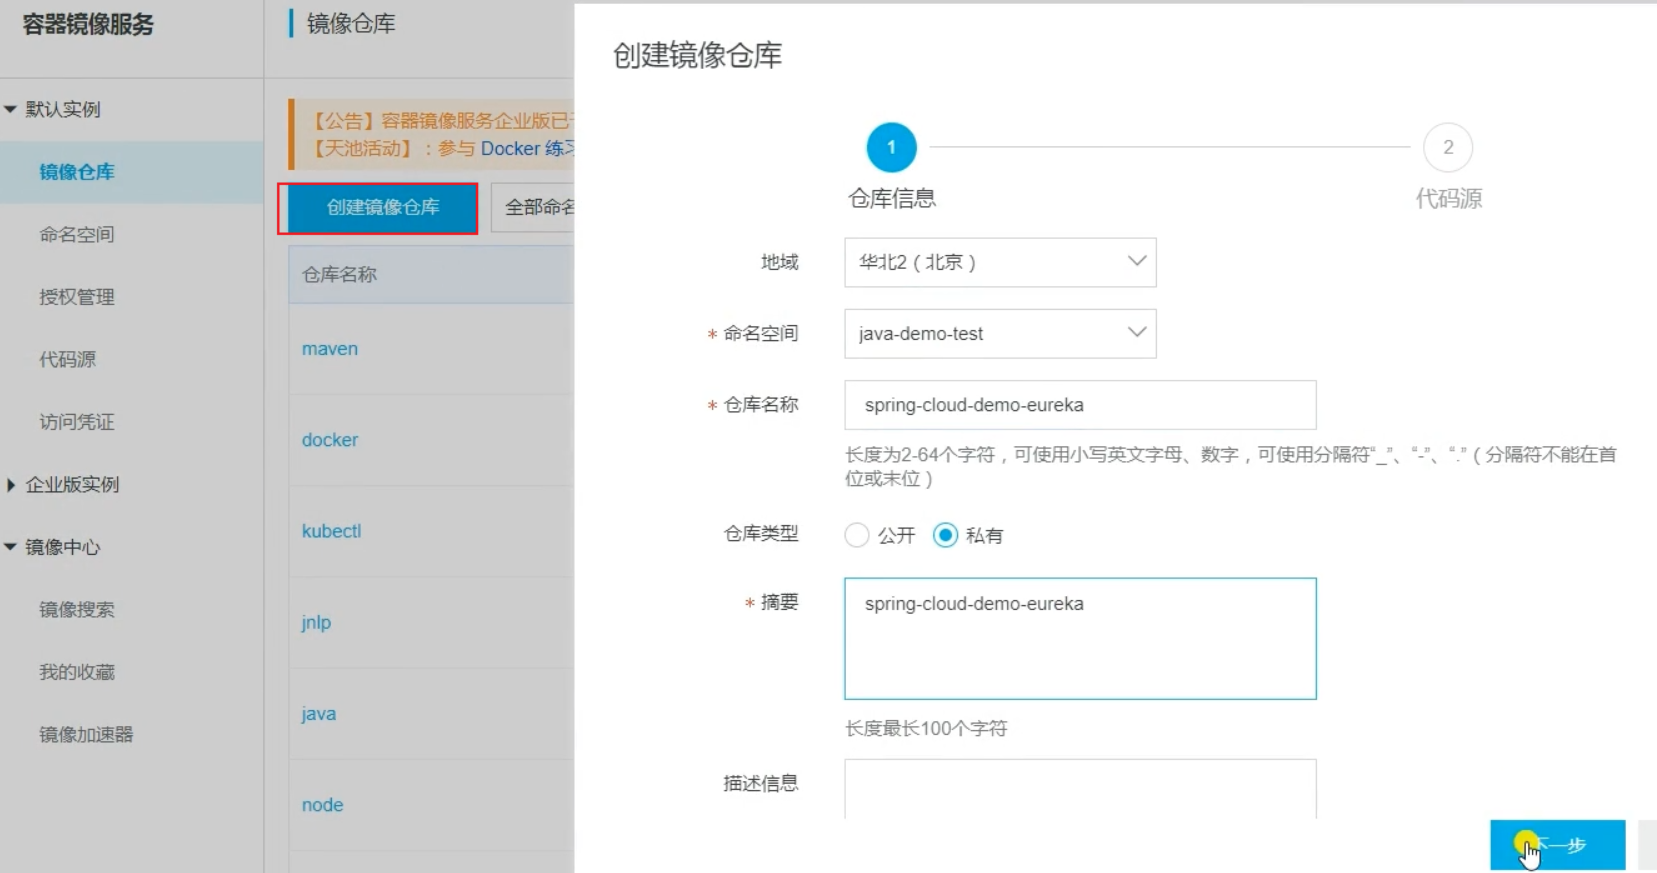 容器镜像服务
默认实例
镜像仓库
命名空间
授权管理
代码源
访问凭证
企业版实例
镜像中心
镜像搜索
我的收藏
镜像加速器
镜像仓库
【公告】容器镜像服务企业版已
【天池活动】：参与 Docker 练习
创建镜像仓库
全部命名
仓库名称
maven
docker
kubectl
jnlp
java
node
创建镜像仓库
1
2
仓库信息
代码源
地域
华北2（北京）
* 命名空间
java-demo-test
* 仓库名称
spring-cloud-demo-eureka
长度为2-64个字符，可使用小写英文字母、数字，可使用分隔符“_”、“-”、“.”（分隔符不能在首
位或末位）
仓库类型
公开 私有
* 摘要
spring-cloud-demo-eureka
长度最长100个字符
描述信息
下一步